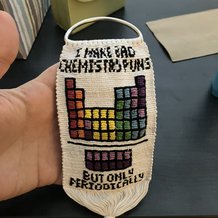 I MAKE BAD
CHEMISTRY PUNS
BUT ONLY
PERIODICALLY